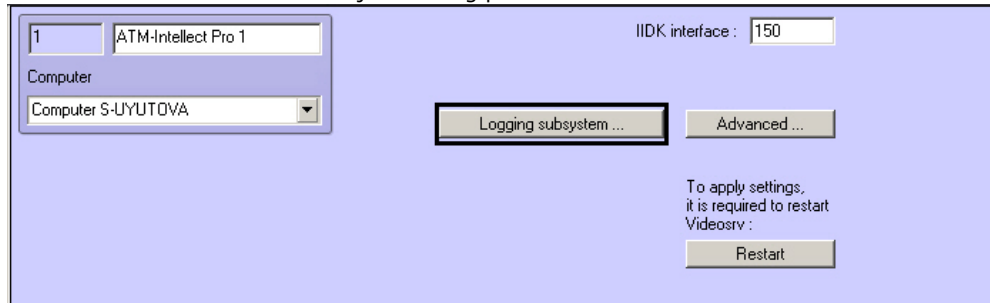 1
ATM-Intellect Pro 1
IIDK interface :
150
Computer
Computer S-UYUTOVA
Logging subsystem ...
Advanced ...
To apply settings,
it is required to restart
Videosrv :
Restart